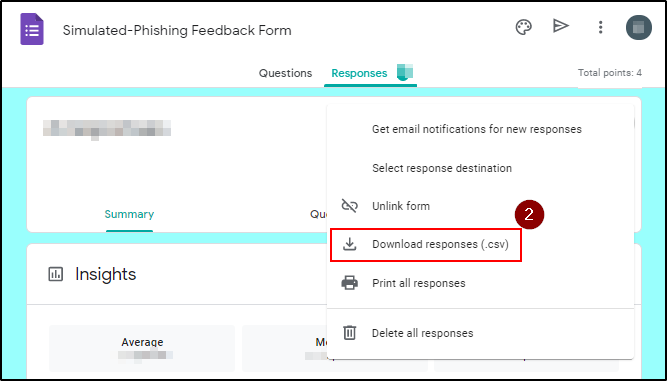 Simulated-Phishing Feedback Form
Questions
Responses
Total points: 4
Get email notifications for new responses
Select response destination
Summary
Unlink form
2
Download responses (.csv)
Insights
Print all responses
Average
Delete all responses